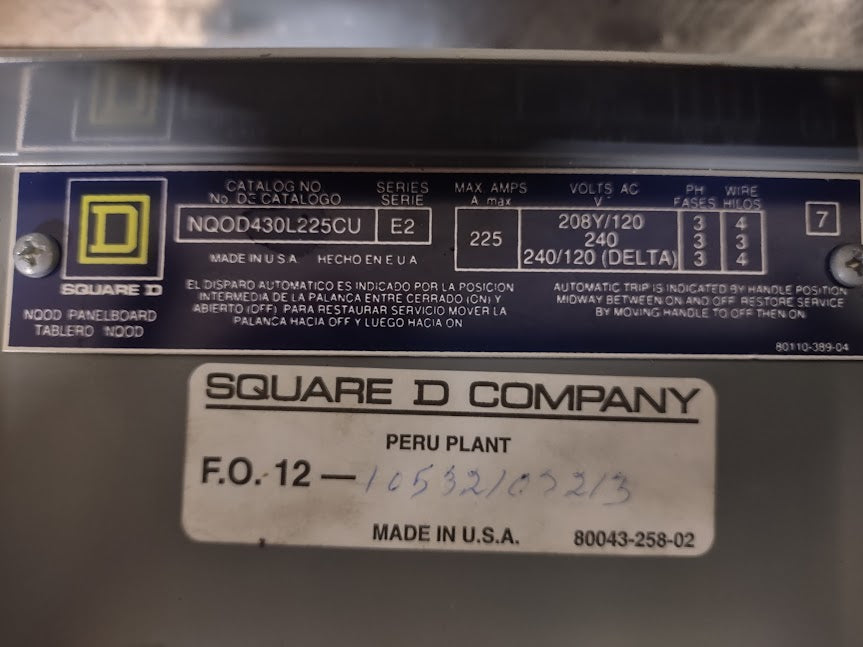 CATALOG NO.
No. DE CATALOGO
SERIES
SERIE
NQOD430L225CU E2
MADE IN U.S.A. HECHO EN E.U.A.
MAX. AMPS
A max
225
VOLTS AC
V
PH
FASES
WIRE
HILOS
208Y/120 3 4
240 3 3
240/120 (DELTA) 3 4
7
D
SQUARE D
NQOD PANELBOARD
TABLERO NQOD
EL DISPARO AUTOMATICO ES INDICADO POR LA POSICION
INTERMEDIA DE LA PALANCA ENTRE CERRADO (ON) Y
ABIERTO (OFF) PARA RESTAURAR SERVICIO MOVER LA
PALANCA HACIA OFF Y LUEGO HACIA ON
AUTOMATIC TRIP IS INDICATED BY HANDLE POSITION
MIDWAY BETWEEN ON AND OFF RESTORE SERVICE
BY MOVING HANDLE TO OFF THEN ON
80110-389-04
SQUARE D COMPANY
PERU PLANT
F.O. 12 —
MADE IN U.S.A. 80043-258-02